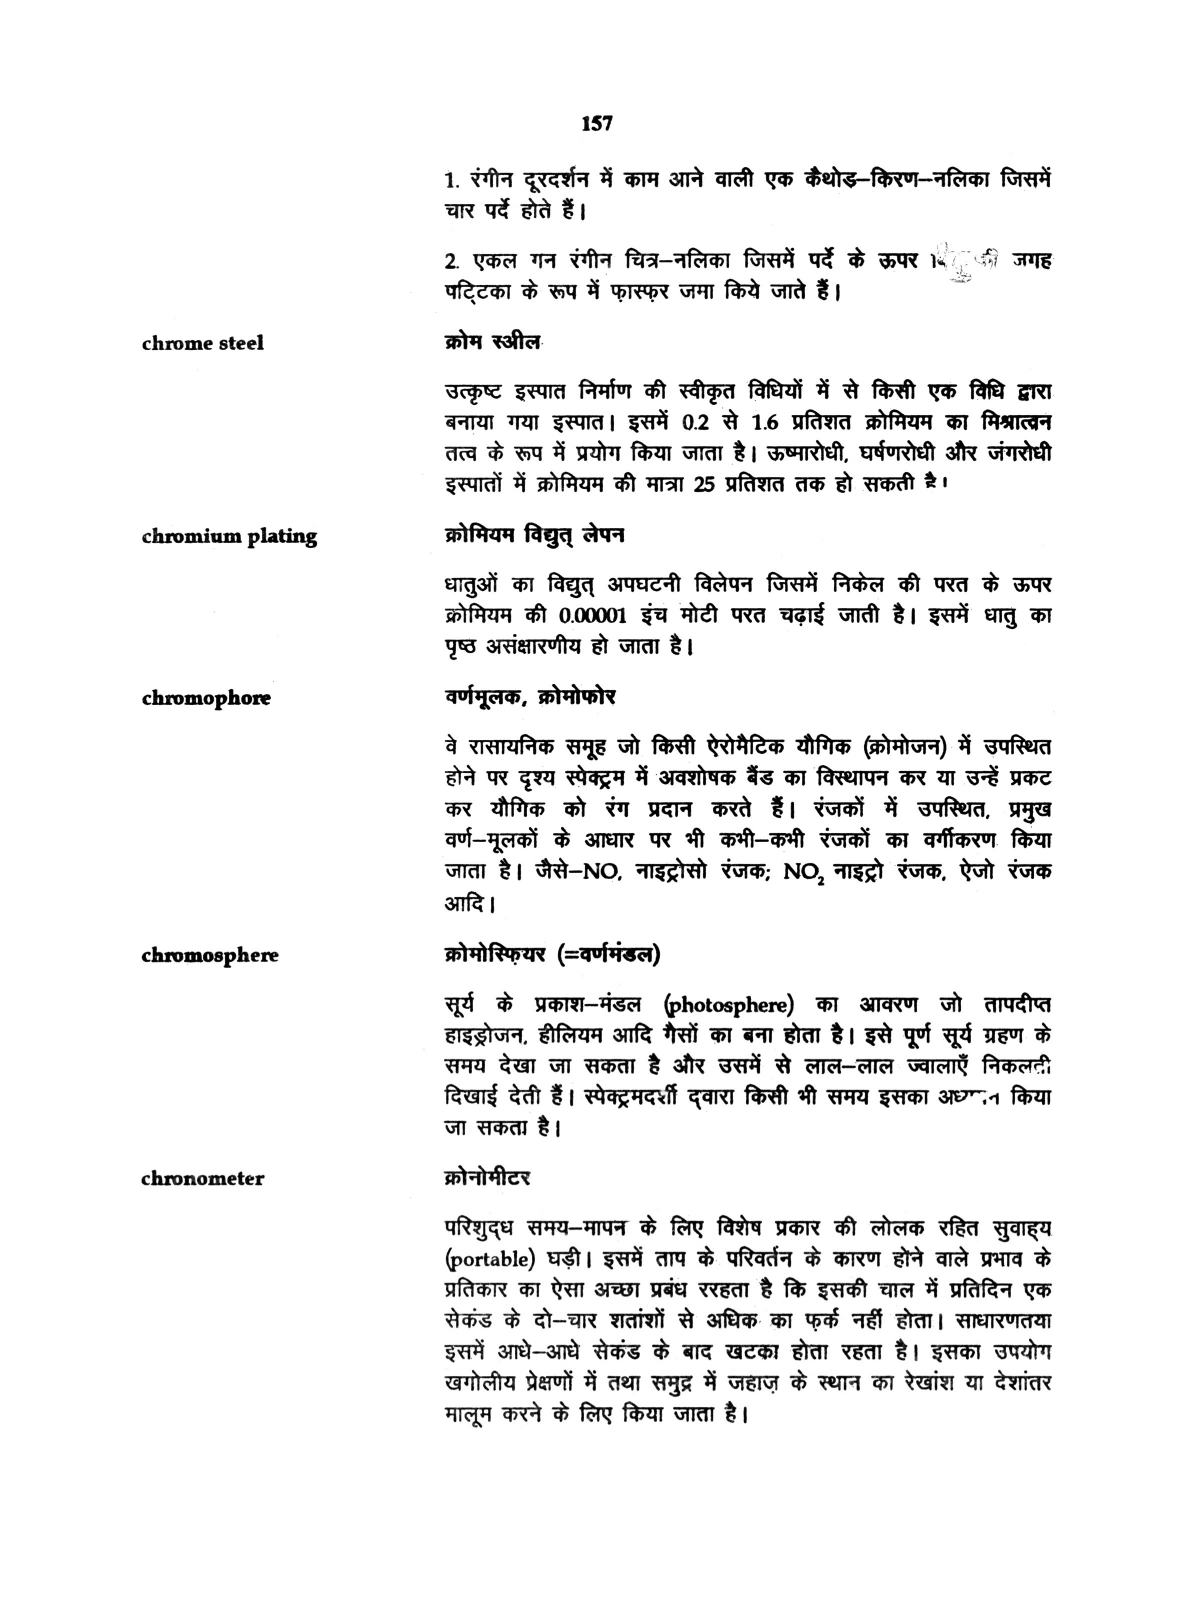 157
1. रंगीन दूरदर्शन में काम आने वाली एक कैथोड–किरण–नलिका जिसमें
चार पर्दे होते हैं।
2. एकल गन रंगीन चित्र–नलिका जिसमें पर्दे के ऊपर की जगह
पट्टिका के रूप में फ़ास्फ़र जमा किये जाते हैं।
chrome steel
क्रोम स्टील
उत्कृष्ट इस्पात निर्माण की स्वीकृत विधियों में से किसी एक विधि द्वारा
बनाया गया इस्पात। इसमें 0.2 से 1.6 प्रतिशत क्रोमियम का मिश्रात्वन
तत्व के रूप में प्रयोग किया जाता है। ऊष्मारोधी, घर्षणरोधी और जंगरोधी
इस्पातों में क्रोमियम की मात्रा 25 प्रतिशत तक हो सकती है।
chromium plating
क्रोमियम विद्युत् लेपन
धातुओं का विद्युत् अपघटनी विलेपन जिसमें निकेल की परत के ऊपर
क्रोमियम की 0.00001 इंच मोटी परत चढ़ाई जाती है। इसमें धातु का
पृष्ठ असंक्षारणीय हो जाता है।
chromophore
वर्णमूलक, क्रोमोफोर
वे रासायनिक समूह जो किसी ऐरोमैटिक यौगिक (क्रोमोजन) में उपस्थित
होने पर दृश्य स्पेक्ट्रम में अवशोषक बैंड का विस्थापन कर या उन्हें प्रकट
कर यौगिक को रंग प्रदान करते हैं। रंजकों में उपस्थित, प्रमुख
वर्ण–मूलकों के आधार पर भी कभी–कभी रंजकों का वर्गीकरण किया
जाता है। जैसे–NO, नाइट्रोसो रंजक; NO₂ नाइट्रो रंजक, ऐजो रंजक
आदि।
chromosphere
क्रोमोस्फ़ियर (=वर्णमंडल)
सूर्य के प्रकाश–मंडल (photosphere) का आवरण जो तापदीप्त
हाइड्रोजन, हीलियम आदि गैसों का बना होता है। इसे पूर्ण सूर्य ग्रहण के
समय देखा जा सकता है और उसमें से लाल–लाल ज्वालाएँ निकलती
दिखाई देती हैं। स्पेक्ट्रमदर्शी द्वारा किसी भी समय इसका किया
जा सकता है।
chronometer
क्रोनोमीटर
परिशुद्ध समय–मापन के लिए विशेष प्रकार की लोलक रहित सुवाह्य
(portable) घड़ी। इसमें ताप के परिवर्तन के कारण होने वाले प्रभाव के
प्रतिकार का ऐसा अच्छा प्रबंध ररहता है कि इसकी चाल में प्रतिदिन एक
सेकंड के दो–चार शतांशों से अधिक का फ़र्क नहीं होता। साधारणतया
इसमें आधे–आधे सेकंड के बाद खटका होता रहता है। इसका उपयोग
खगोलीय प्रेक्षणों में तथा समुद्र में जहाज़ के स्थान का रेखांश या देशांतर
मालूम करने के लिए किया जाता है।